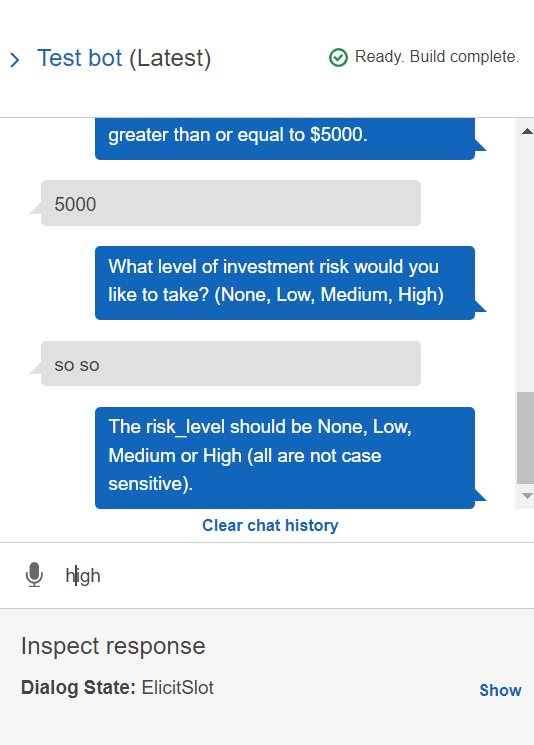 Test bot (Latest)
Ready. Build complete.
greater than or equal to $5000.
5000
What level of investment risk would you
like to take? (None, Low, Medium, High)
so so
The risk_level should be None, Low,
Medium or High (all are not case
sensitive).
Clear chat history
high
Inspect response
Dialog State: ElicitSlot
Show